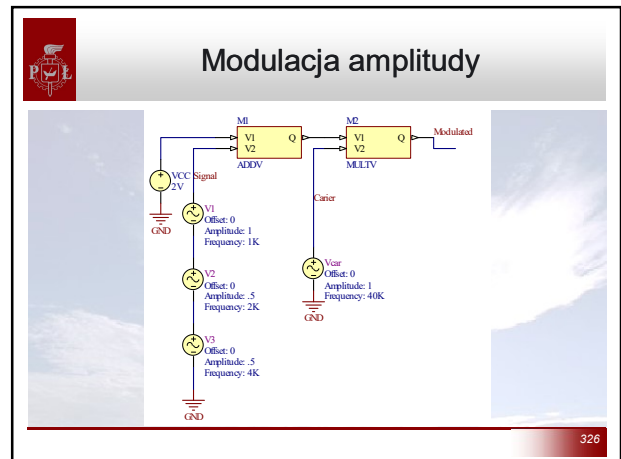 P Ł
Modulacja amplitudy
M1
V1 Q
V2
ADDV
M2
V1 Q
V2
MULTV
Modulated
VCC
2V
Signal
GND
Carier
V1
Offset: 0
Amplitude: 1
Frequency: 1K
V2
Offset: 0
Amplitude: .5
Frequency: 2K
V3
Offset: 0
Amplitude: .5
Frequency: 4K
GND
Vcar
Offset: 0
Amplitude: 1
Frequency: 40K
GND
326